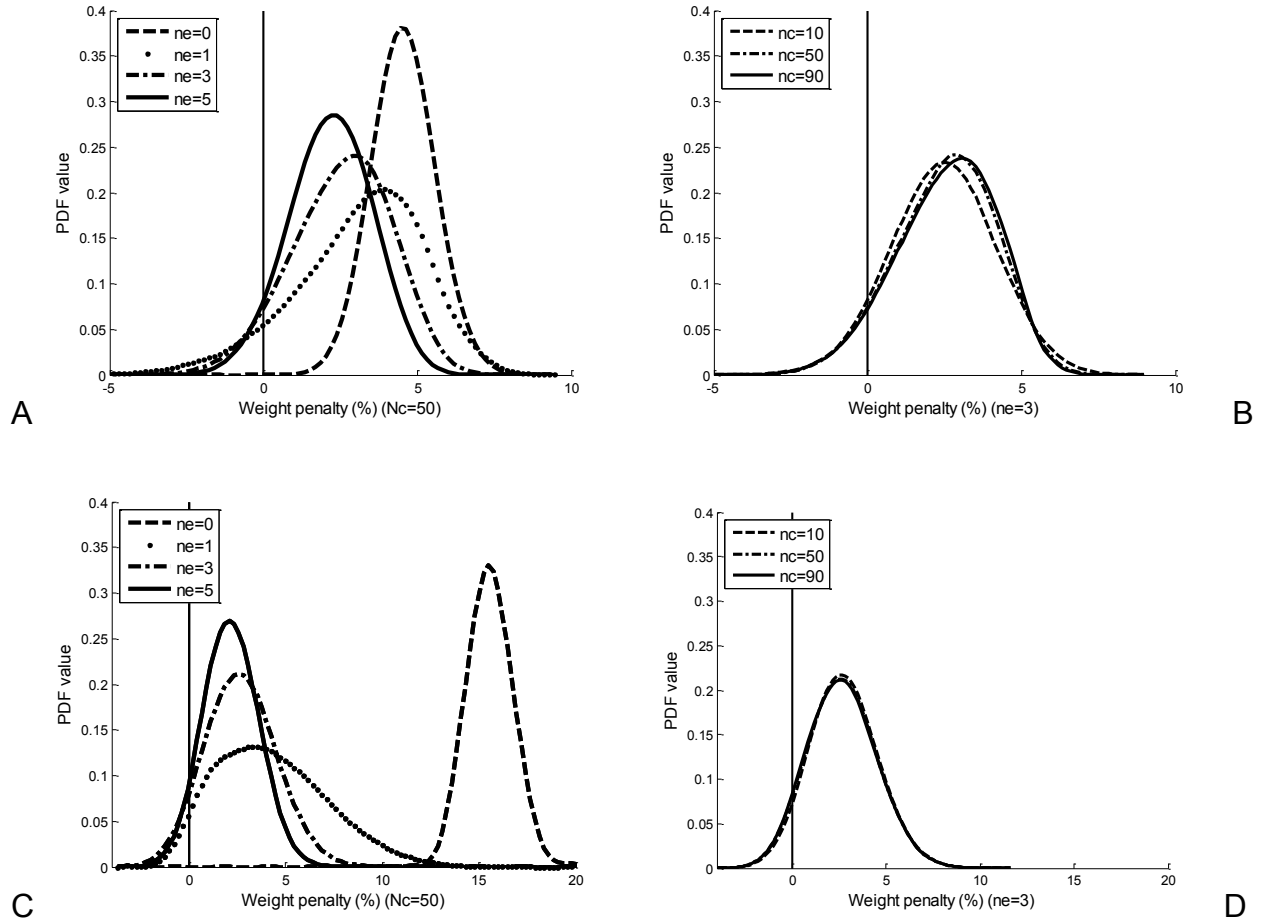 0.4
0.35
0.3
0.25
0.2
0.15
0.1
0.05
0
PDF value
ne=0
ne=1
ne=3
ne=5
-5 0 5 10
Weight penalty (%) (Nc=50)
A
0.4
0.35
0.3
0.25
0.2
0.15
0.1
0.05
0
PDF value
nc=10
nc=50
nc=90
-5 0 5 10
Weight penalty (%) (ne=3)
B
0.4
0.35
0.3
0.25
0.2
0.15
0.1
0.05
0
PDF value
ne=0
ne=1
ne=3
ne=5
0 5 10 15 20
Weight penalty (%) (Nc=50)
C
0.4
0.35
0.3
0.25
0.2
0.15
0.1
0.05
0
PDF value
nc=10
nc=50
nc=90
0 5 10 15 20
Weight penalty (%) (ne=3)
D